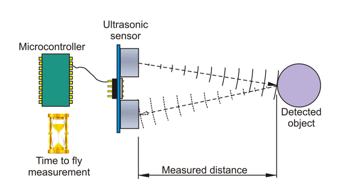 Ultrasonic
sensor
Microcontroller
Detected
object
Time to fly
measurement
Measured distance